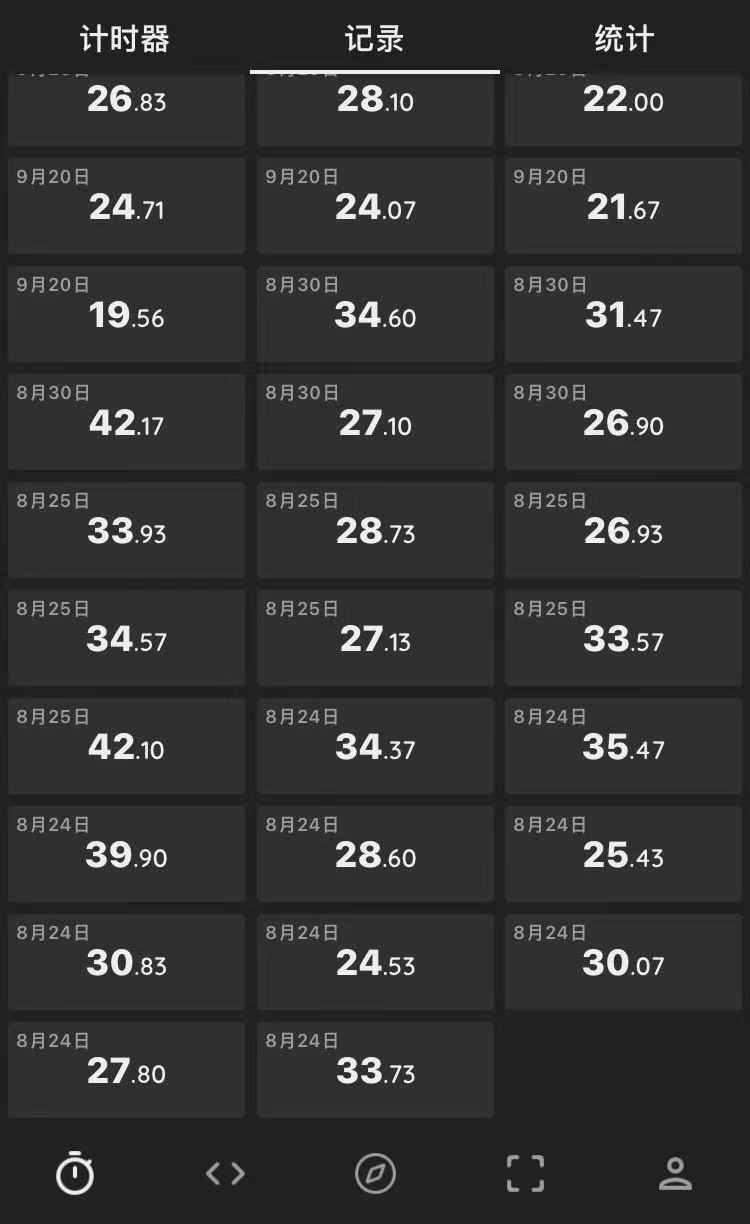 计时器 记录 统计
26.83 28.10 22.00
9月20日 9月20日 9月20日
24.71 24.07 21.67
9月20日 8月30日 8月30日
19.56 34.60 31.47
8月30日 8月30日 8月30日
42.17 27.10 26.90
8月25日 8月25日 8月25日
33.93 28.73 26.93
8月25日 8月25日 8月25日
34.57 27.13 33.57
8月25日 8月24日 8月24日
42.10 34.37 35.47
8月24日 8月24日 8月24日
39.90 28.60 25.43
8月24日 8月24日 8月24日
30.83 24.53 30.07
8月24日 8月24日
27.80 33.73